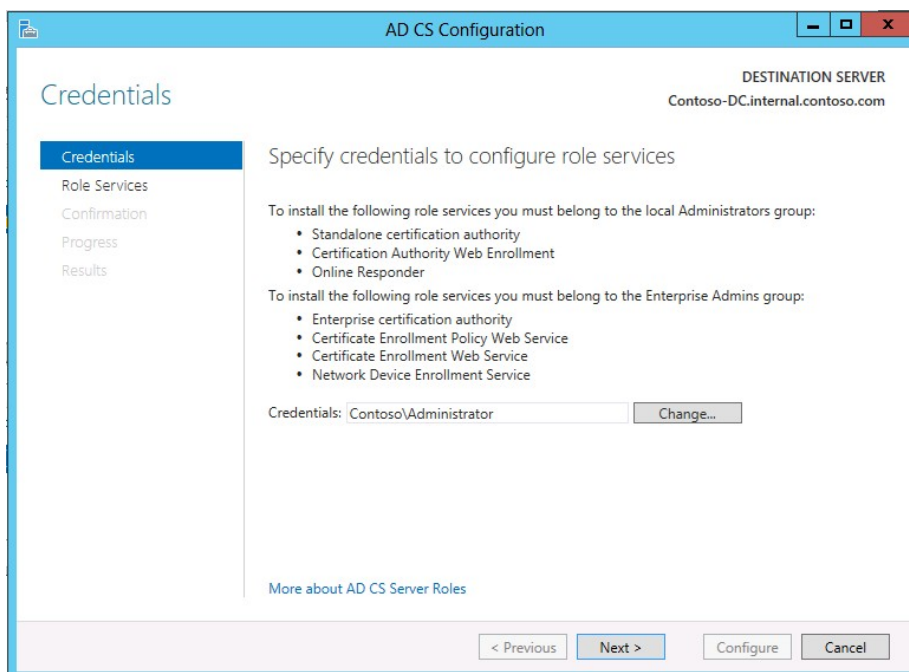 AD CS Configuration
Credentials
DESTINATION SERVER
Contoso-DC.internal.contoso.com
Credentials
Role Services
Confirmation
Progress
Results
Specify credentials to configure role services
To install the following role services you must belong to the local Administrators group:
• Standalone certification authority
• Certification Authority Web Enrollment
• Online Responder
To install the following role services you must belong to the Enterprise Admins group:
• Enterprise certification authority
• Certificate Enrollment Policy Web Service
• Certificate Enrollment Web Service
• Network Device Enrollment Service
Credentials: Contoso\Administrator Change...
More about AD CS Server Roles
< Previous Next > Configure Cancel